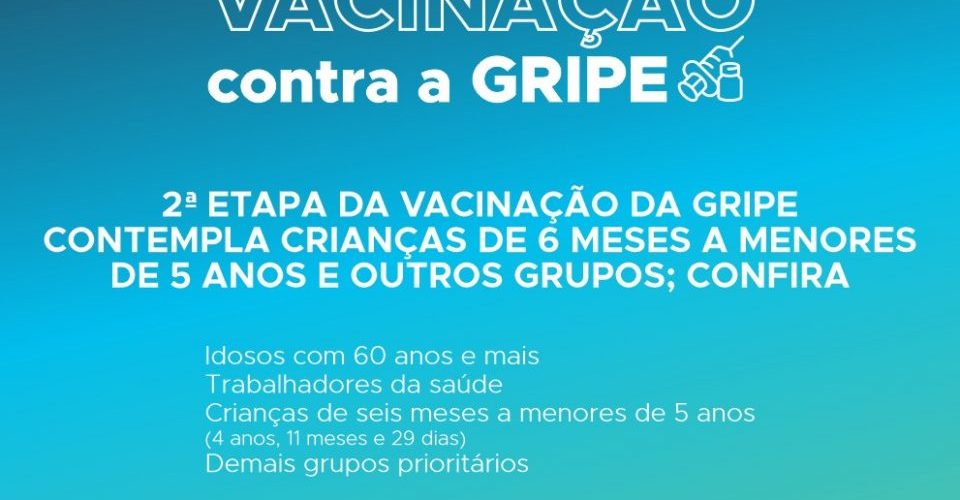 VACINAÇÃO
contra a GRIPE
2ª ETAPA DA VACINAÇÃO DA GRIPE
CONTEMPLA CRIANÇAS DE 6 MESES A MENORES
DE 5 ANOS E OUTROS GRUPOS; CONFIRA
Idosos com 60 anos e mais
Trabalhadores da saúde
Crianças de seis meses a menores de 5 anos
(4 anos, 11 meses e 29 dias)
Demais grupos prioritários